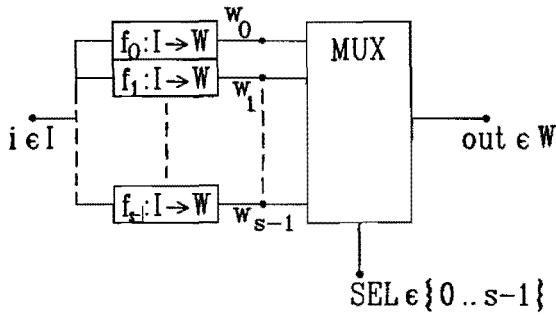 w₀
f₀:I→W
MUX
f₁:I→W
w₁
i ϵ I
out ϵ W
fₛ₋₁:I→W
wₛ₋₁
SEL ϵ {0 .. s-1}